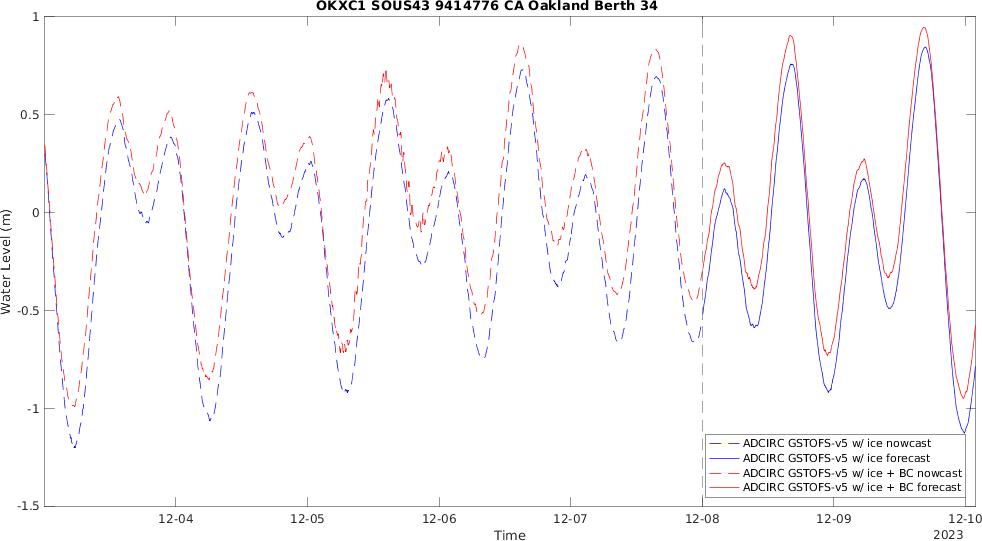 OKXC1 SOUS43 9414776 CA Oakland Berth 34
1
0.5
0
-0.5
-1
-1.5
Water Level (m)
12-04
12-05
12-06
12-07
12-08
12-09
12-10
Time
2023
ADCIRC GSTOFS-v5 w/ ice nowcast
ADCIRC GSTOFS-v5 w/ ice forecast
ADCIRC GSTOFS-v5 w/ ice + BC nowcast
ADCIRC GSTOFS-v5 w/ ice + BC forecast